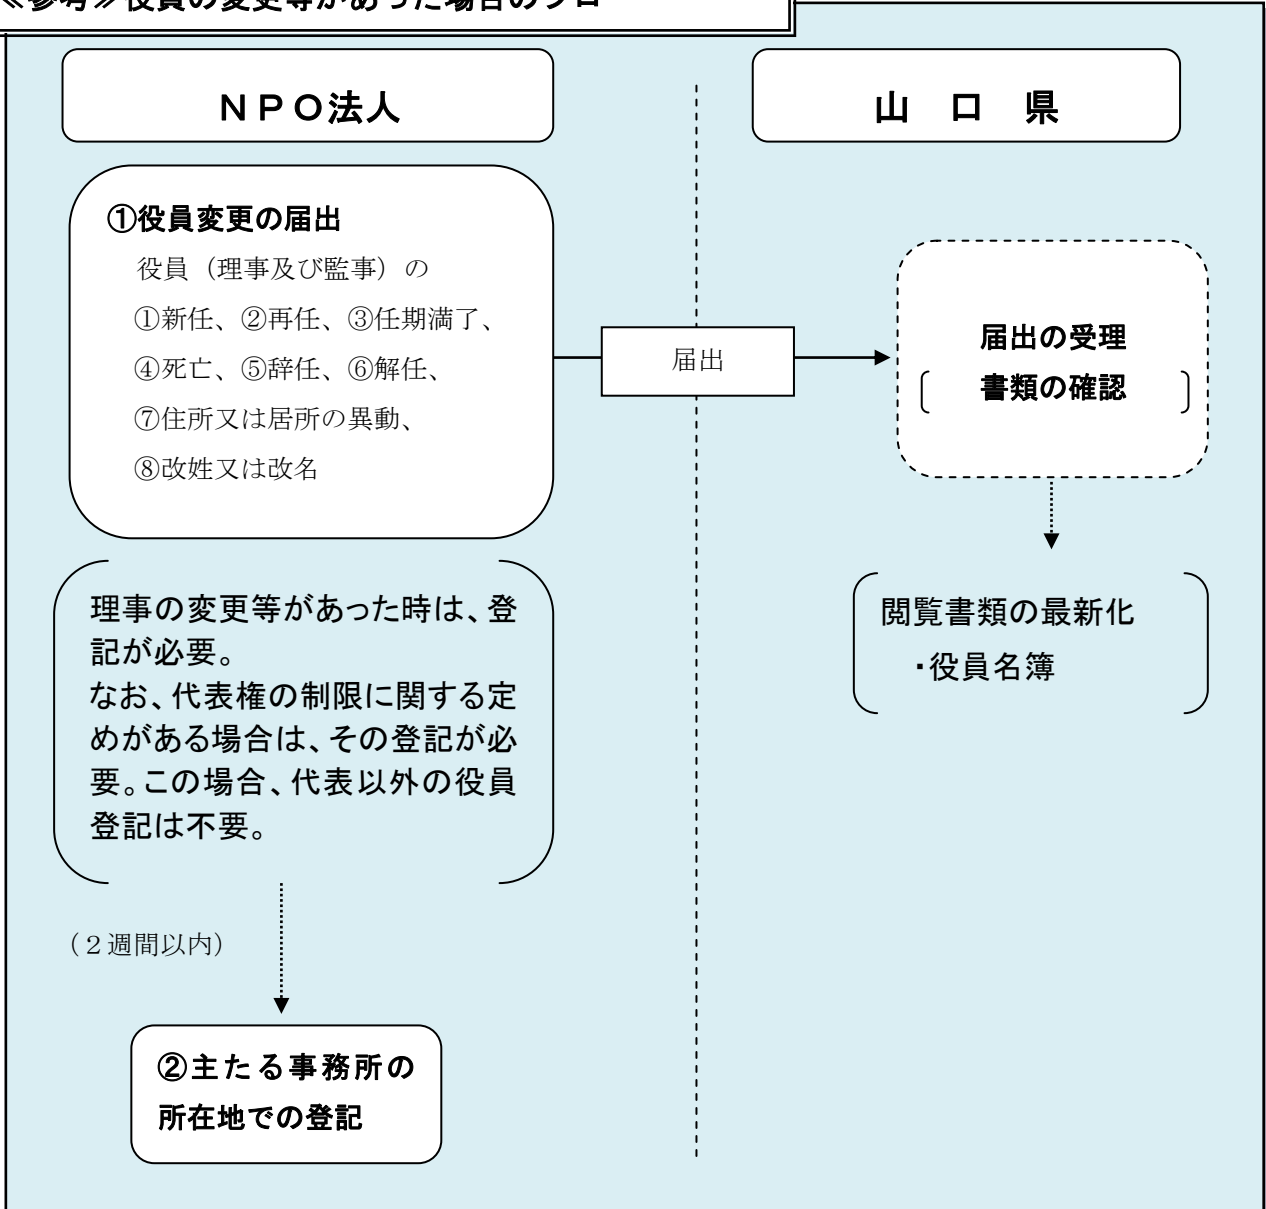 ≪参考≫役員の変更等があった場合のフロー
ＮＰＯ法人
山　口　県
①役員変更の届出
役員（理事及び監事）の
①新任、②再任、③任期満了、
④死亡、⑤辞任、⑥解任、
⑦住所又は居所の異動、
⑧改姓又は改名
届出
届出の受理
書類の確認
理事の変更等があった時は、登
記が必要。
なお、代表権の制限に関する定
めがある場合は、その登記が必
要。この場合、代表以外の役員
登記は不要。
閲覧書類の最新化
・役員名簿
（２週間以内）
②主たる事務所の
所在地での登記